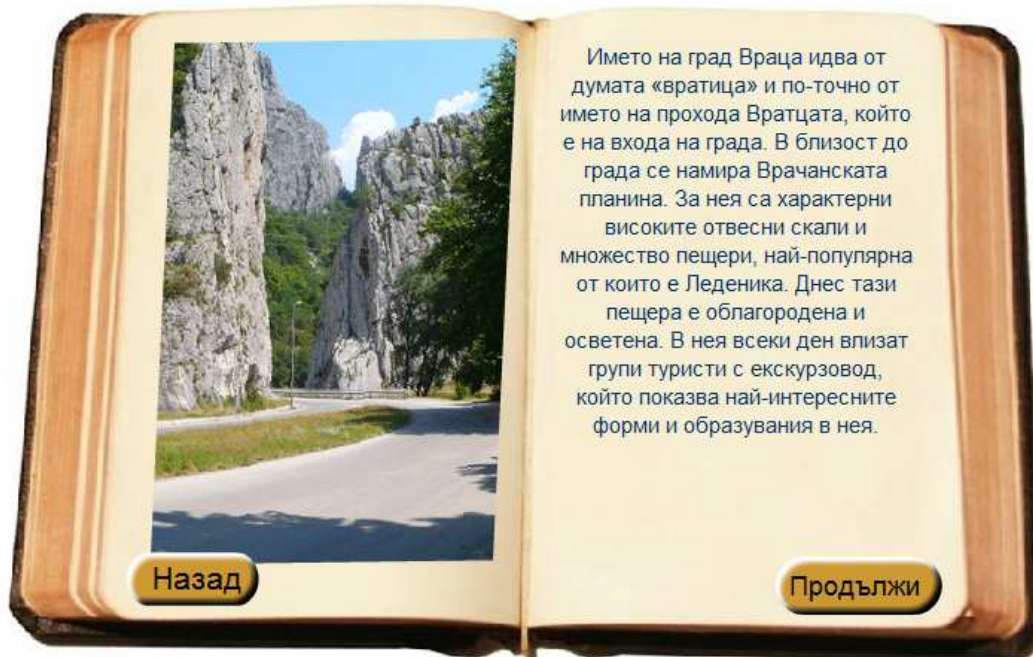 Името на град Враца идва от
думата «вратица» и по-точно от
името на прохода Вратцата, който
е на входа на града. В близост до
града се намира Врачанската
планина. За нея са характерни
високите отвесни скали и
множество пещери, най-популярна
от които е Леденика. Днес тази
пещера е облагородена и
осветена. В нея всеки ден влизат
групи туристи с екскурзовод,
който показва най-интересните
форми и образувания в нея.
Назад
Продължи